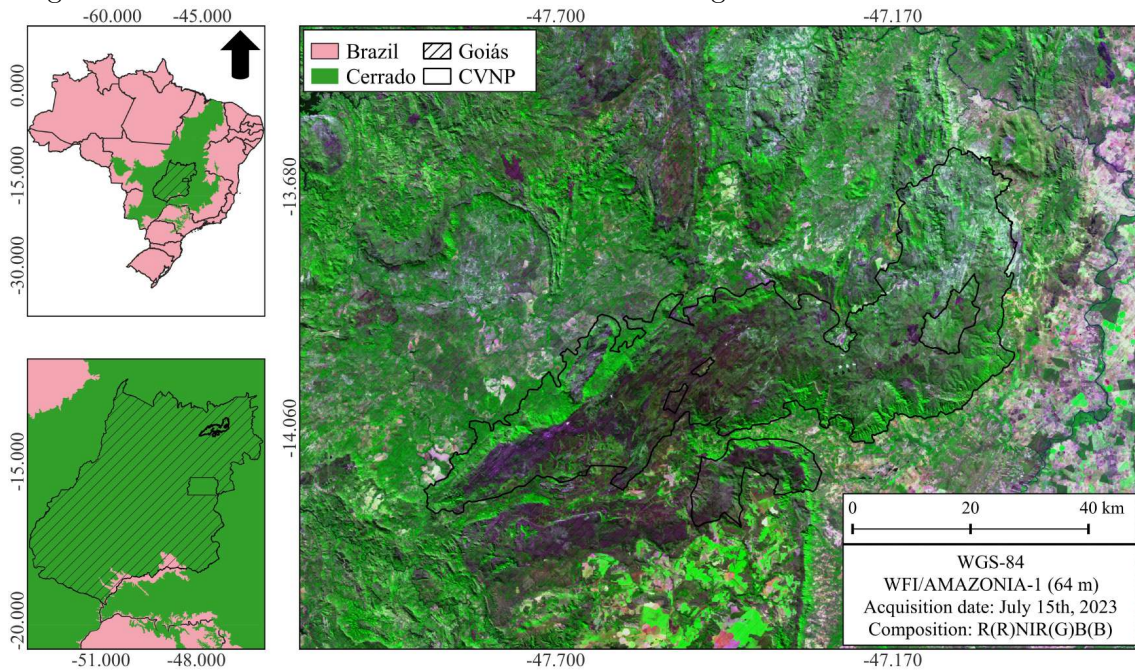 -60.000 -45.000
0.000
-15.000
-30.000
-15.000
-20.000
-51.000 -48.000
-47.700 -47.170
Brazil Goiás
Cerrado CVNP
-13.680
-14.060
0 20 40 km
WGS-84
WFI/AMAZONIA-1 (64 m)
Acquisition date: July 15th, 2023
Composition: R(R)NIR(G)B(B)
-47.700 -47.170